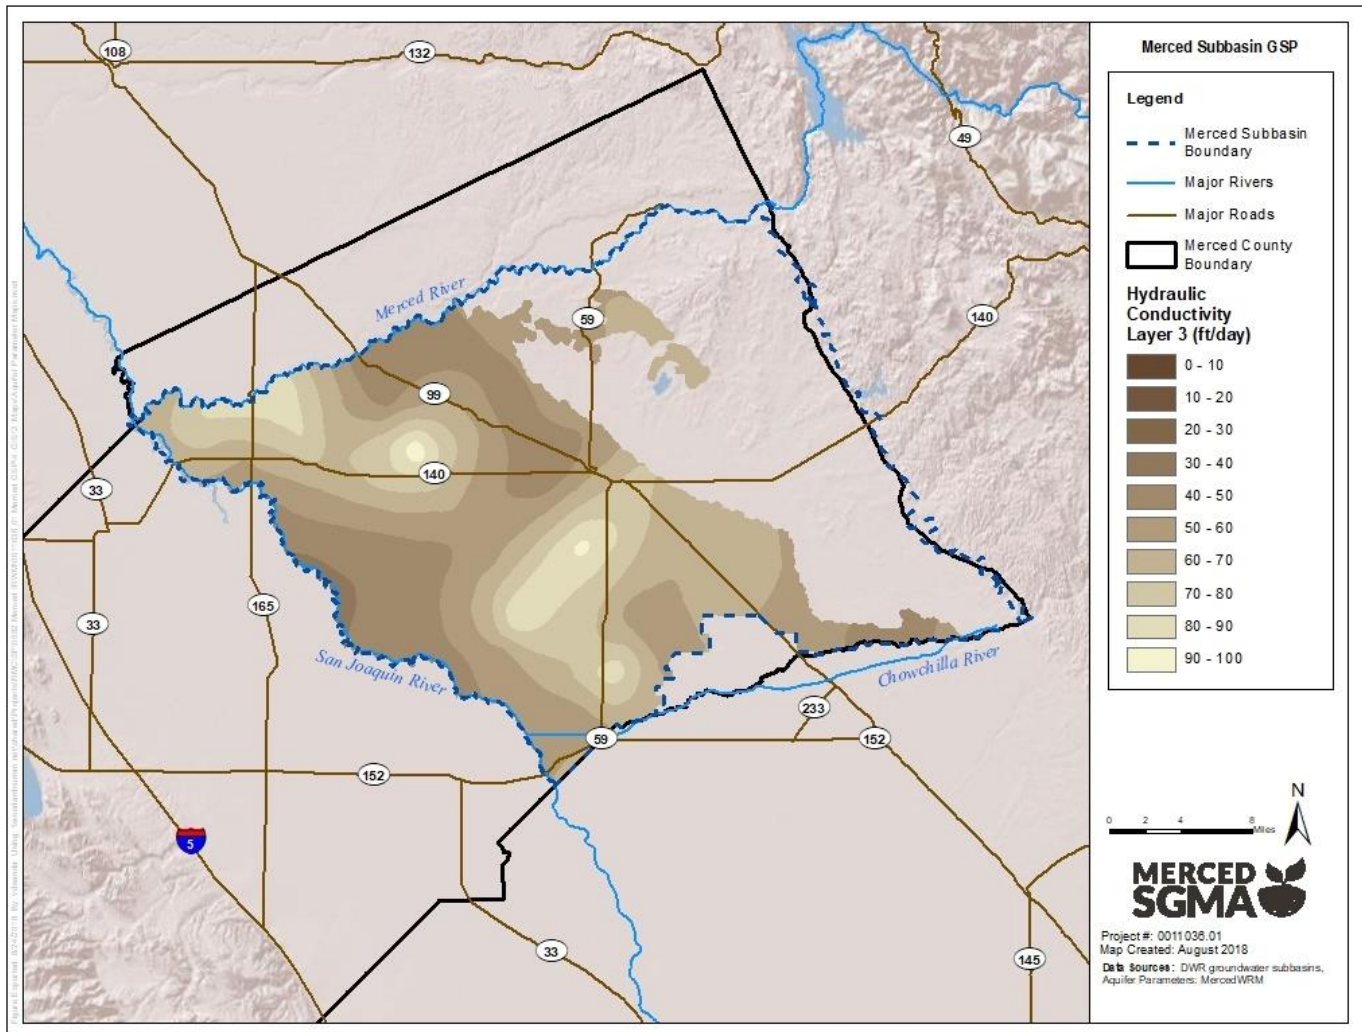 Merced Subbasin GSP
Legend
Merced Subbasin
Boundary
Major Rivers
Major Roads
Merced County
Boundary
Hydraulic
Conductivity
Layer 3 (ft/day)
0 - 10
10 - 20
20 - 30
30 - 40
40 - 50
50 - 60
60 - 70
70 - 80
80 - 90
90 - 100
108
132
49
Merced River
59
140
99
140
33
165
33
San Joaquin River
Chowchilla River
233
59
152
152
5
33
145
N
0 2 4 8
Miles
MERCED
SGMA
Project #: 0011036.01
Map Created: August 2018
Data Sources: DWR groundwater subbasins,
Aquifer Parameters: MercedWRM